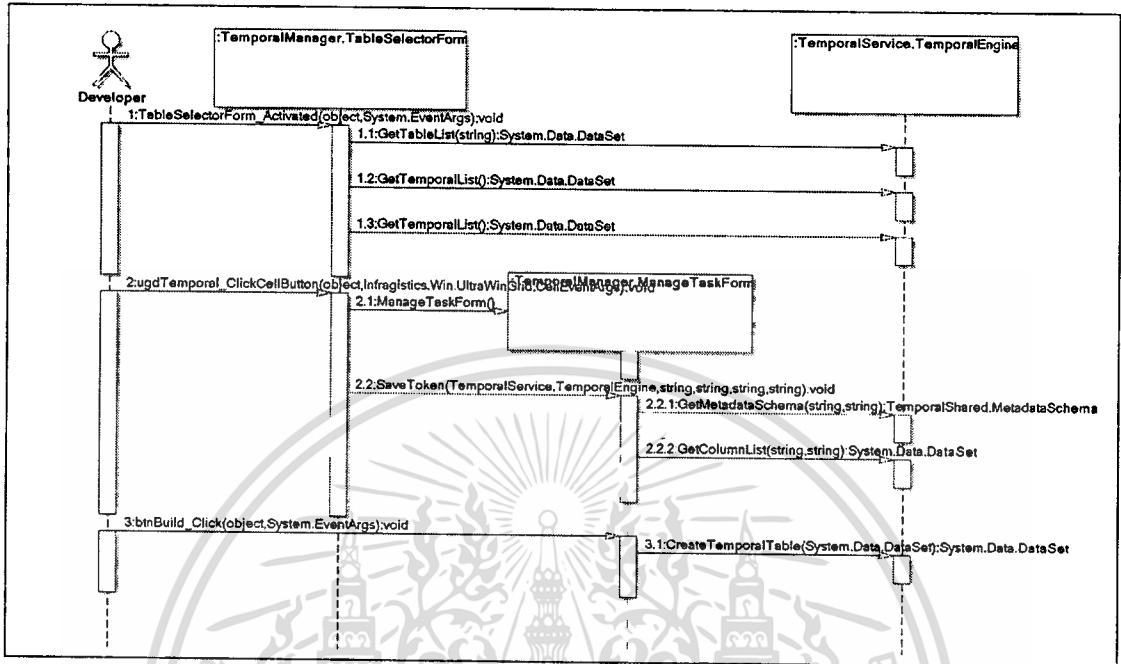 :TemporalManager.TableSelectorForm
:TemporalService.TemporalEngine
Developer
1:TableSelectorForm_Activated(object,System.EventArgs):void
1.1:GetTableList(string):System.Data.DataSet
1.2:GetTemporalList():System.Data.DataSet
1.3:GetTemporalList():System.Data.DataSet
:TemporalManager.ManageTaskForm
2:ugdTemporal_ClickCellButton(object,Infragistics.Win.UltraWinGrid.CellEventArgs):void
2.1:ManageTaskForm()
2.2:SaveToken(TemporalService.TemporalEngine,string,string,string,string):void
2.2.1:GetMetadataSchema(string,string):TemporalShared.MetadataSchema
2.2.2:GetColumnList(string,string):System.Data.DataSet
3:btnBuild_Click(object,System.EventArgs):void
3.1:CreateTemporalTable(System.Data.DataSet):System.Data.DataSet